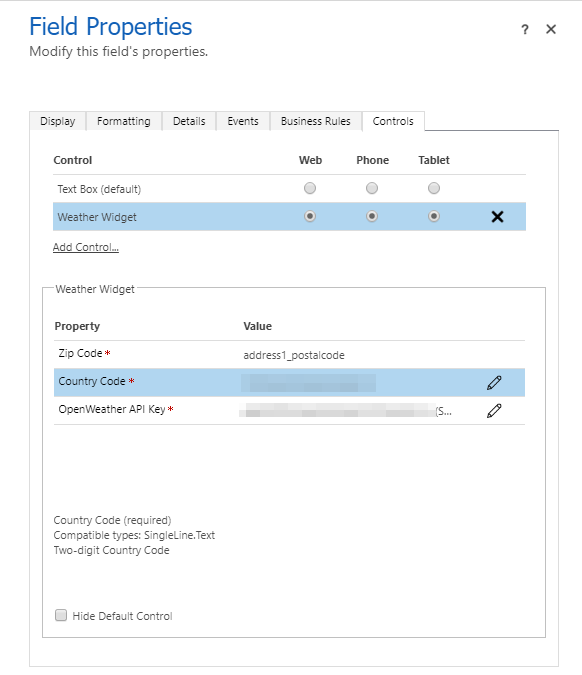 Field Properties
?
Modify this field's properties.
Display Formatting Details Events Business Rules Controls
Control Web Phone Tablet
Text Box (default)
Weather Widget
Add Control...
Weather Widget
Property Value
Zip Code * address1_postalcode
Country Code *
OpenWeather API Key * (S...
Country Code (required)
Compatible types: SingleLine.Text
Two-digit Country Code
Hide Default Control